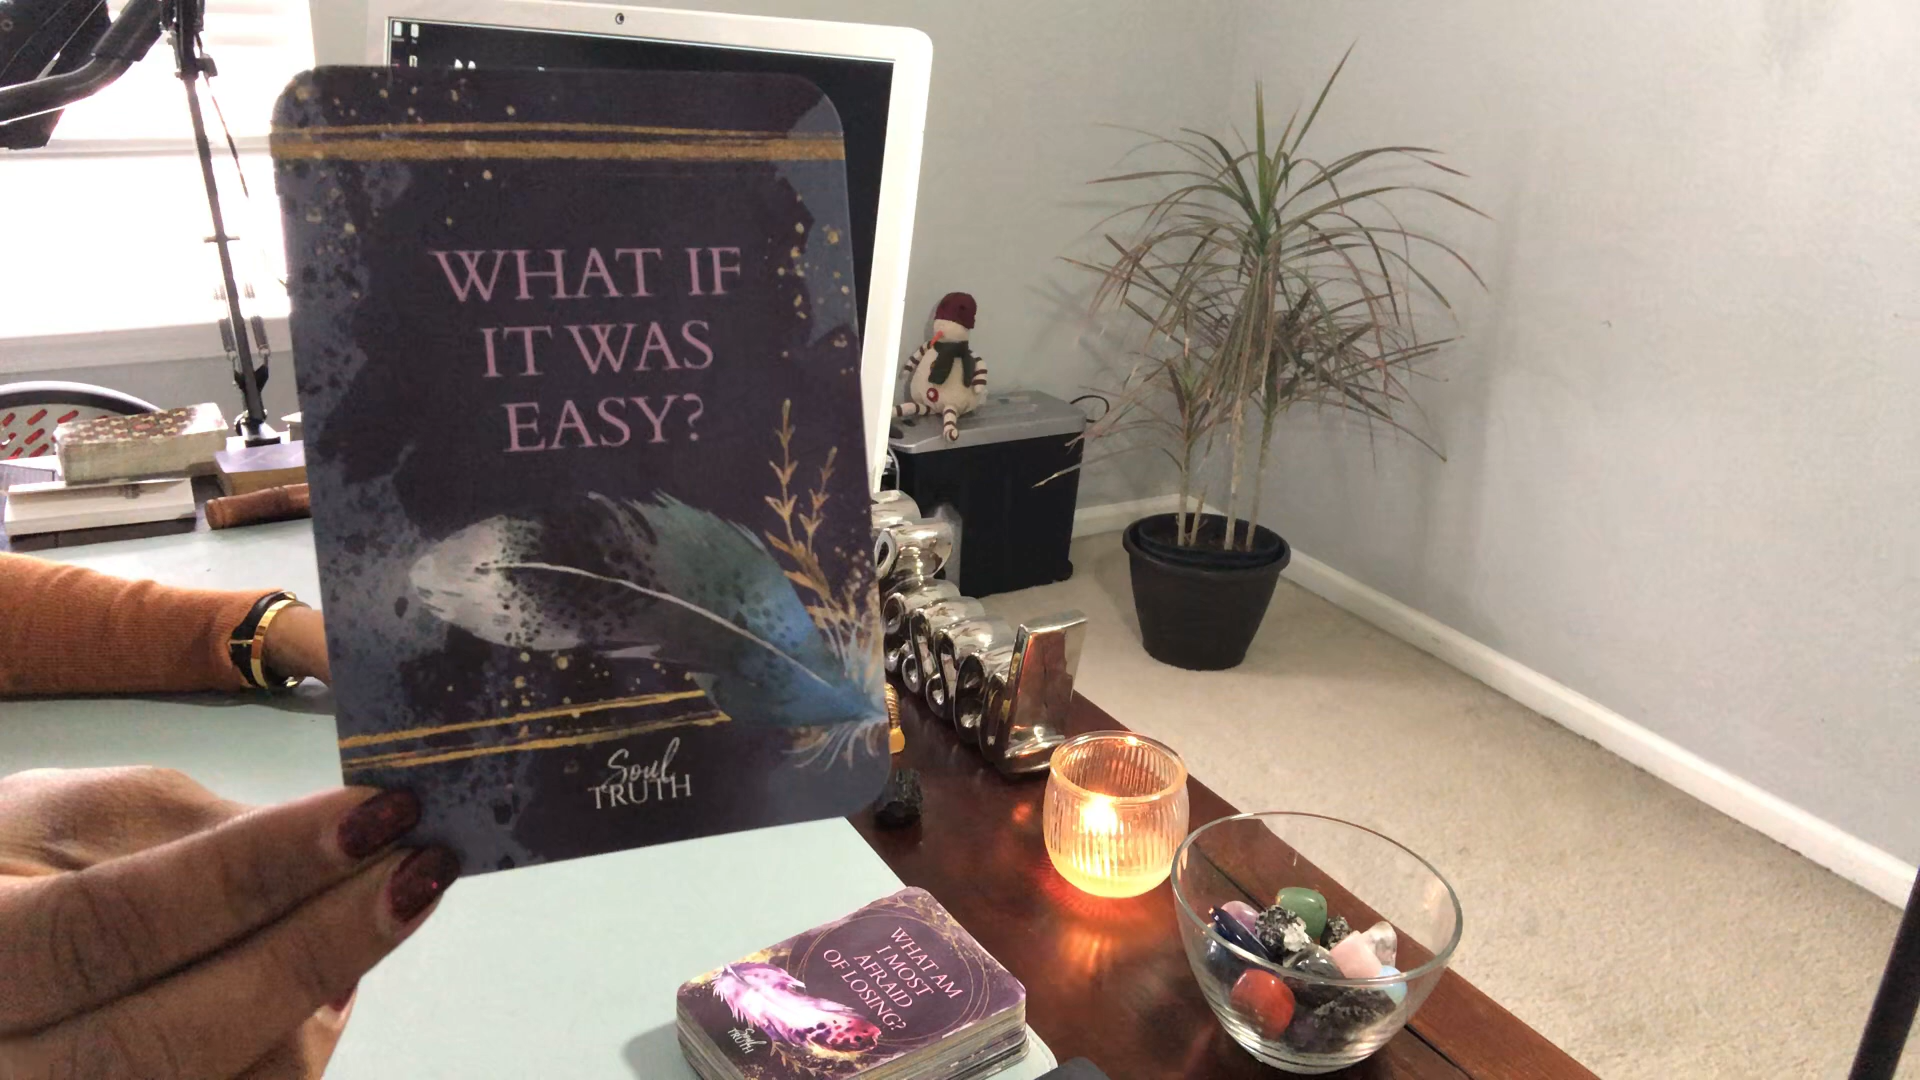 WHAT IF
IT WAS
EASY?
Soul
TRUTH
WHAT AM
I MOST
AFRAID
OF LOSING?
Soul
TRUTH